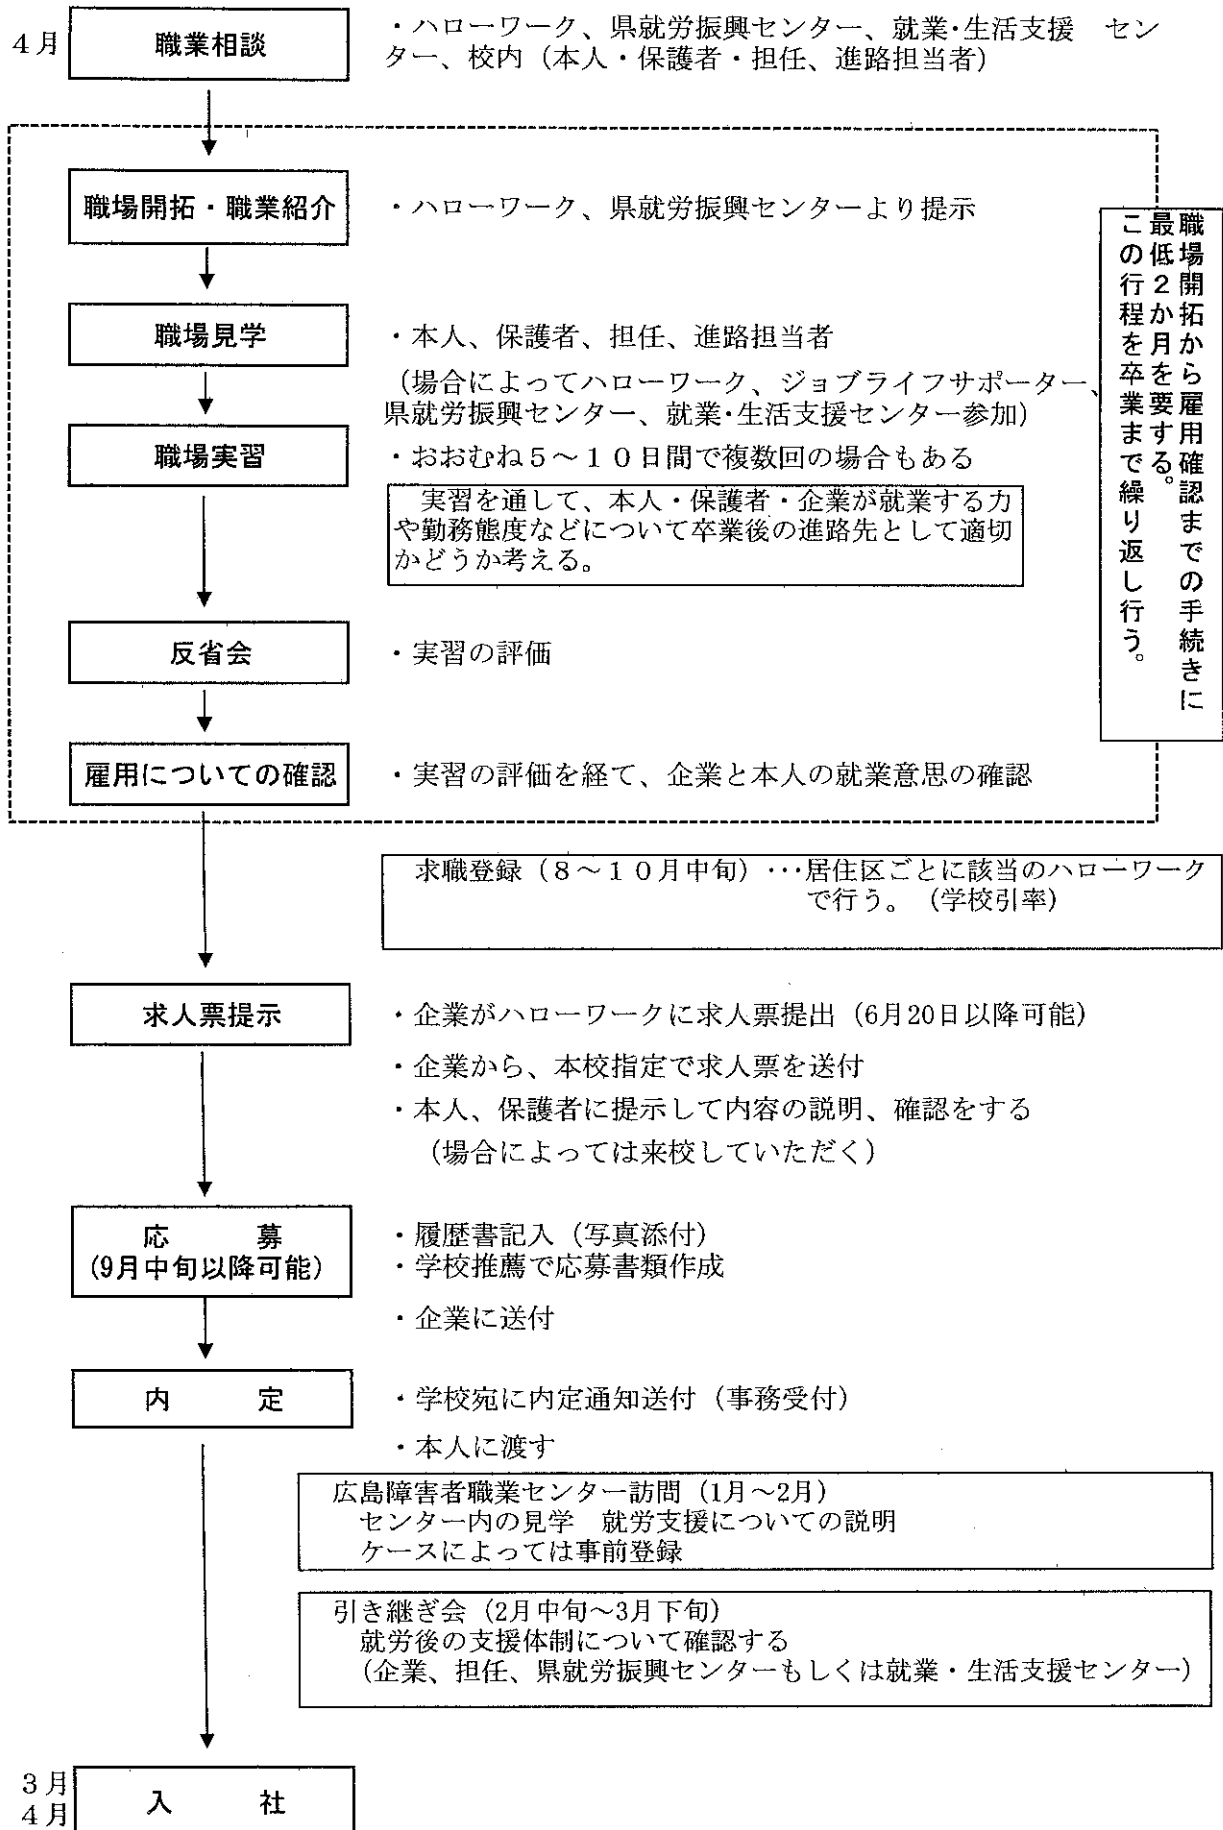 4月
職業相談
・ハローワーク、県就労振興センター、就業・生活支援　セン
ター、校内（本人・保護者・担任、進路担当者）
職場開拓・職業紹介
・ハローワーク、県就労振興センターより提示
職場見学
・本人、保護者、担任、進路担当者
（場合によってハローワーク、ジョブライフサポーター、
県就労振興センター、就業・生活支援センター参加）
職場実習
・おおむね５～１０日間で複数回の場合もある
実習を通して、本人・保護者・企業が就業する力
や勤務態度などについて卒業後の進路先として適切
かどうか考える。
反省会
・実習の評価
雇用についての確認
・実習の評価を経て、企業と本人の就業意思の確認
職場開拓から雇用確認までの手続きに
最低２か月を要する。
この行程を卒業まで繰り返し行う。
求職登録（８～１０月中旬）…居住区ごとに該当のハローワーク
で行う。（学校引率）
求人票提示
・企業がハローワークに求人票提出（6月20日以降可能）
・企業から、本校指定で求人票を送付
・本人、保護者に提示して内容の説明、確認をする
（場合によっては来校していただく）
応　　募
(9月中旬以降可能)
・履歴書記入（写真添付）
・学校推薦で応募書類作成
・企業に送付
内　　定
・学校宛に内定通知送付（事務受付）
・本人に渡す
広島障害者職業センター訪問（1月～2月）
センター内の見学　就労支援についての説明
ケースによっては事前登録
引き継ぎ会（2月中旬～3月下旬）
就労後の支援体制について確認する
（企業、担任、県就労振興センターもしくは就業・生活支援センター）
３月
４月
入　　社